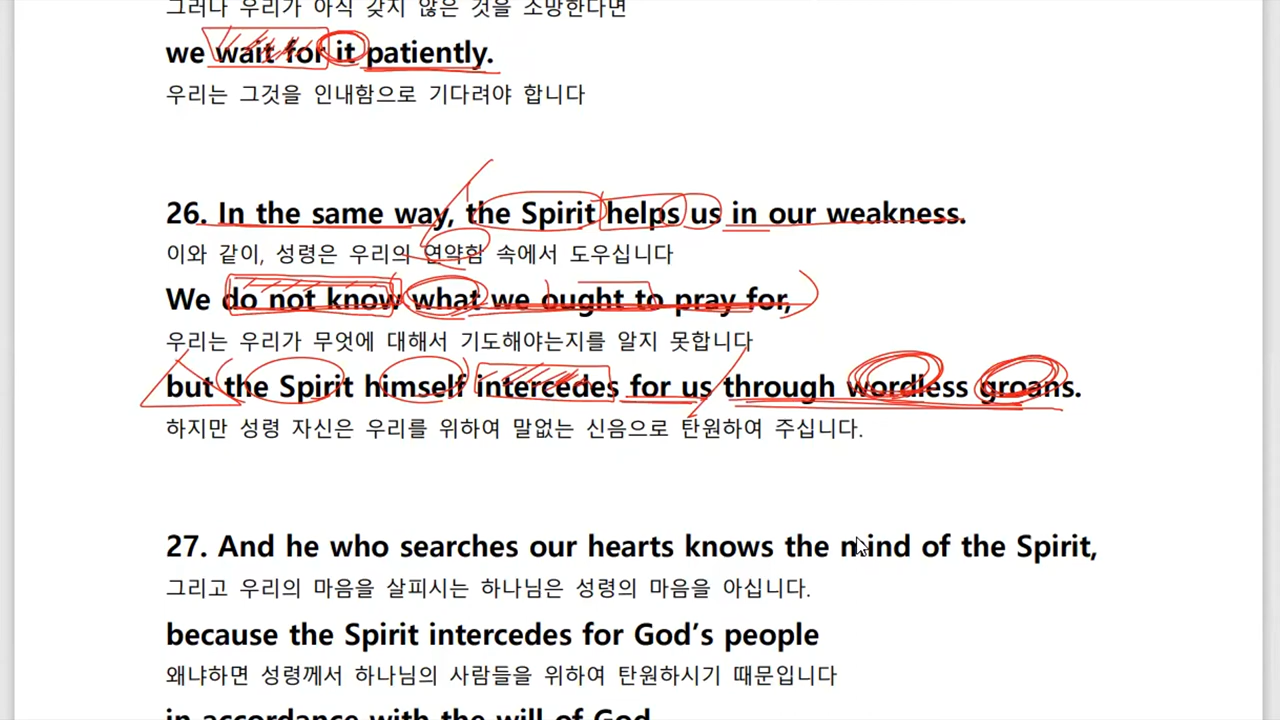 그러나 우리가 아직 갖지 않은 것을 소망한다면
we wait for it patiently.
우리는 그것을 인내함으로 기다려야 합니다
26. In the same way, the Spirit helps us in our weakness.
이와 같이, 성령은 우리의 연약함 속에서 도우십니다
We do not know what we ought to pray for,
우리는 우리가 무엇에 대해서 기도해야는지를 알지 못합니다
but the Spirit himself intercedes for us through wordless groans.
하지만 성령 자신은 우리를 위하여 말없는 신음으로 탄원하여 주십니다.
27. And he who searches our hearts knows the mind of the Spirit,
그리고 우리의 마음을 살피시는 하나님은 성령의 마음을 아십니다.
because the Spirit intercedes for God's people
왜냐하면 성령께서 하나님의 사람들을 위하여 탄원하시기 때문입니다
in accordance with the will of God